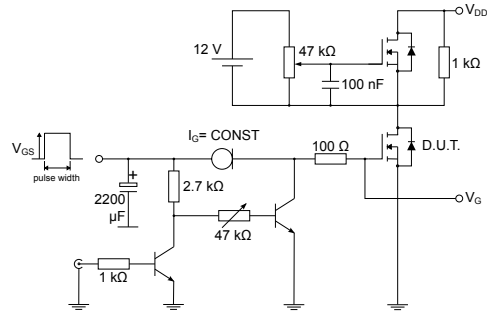 V_DD
12 V
47 kΩ
1 kΩ
100 nF
I_G= CONST
100 Ω
D.U.T.
V_GS
pulse width
+
2200
μF
2.7 kΩ
V_G
47 kΩ
1 kΩ